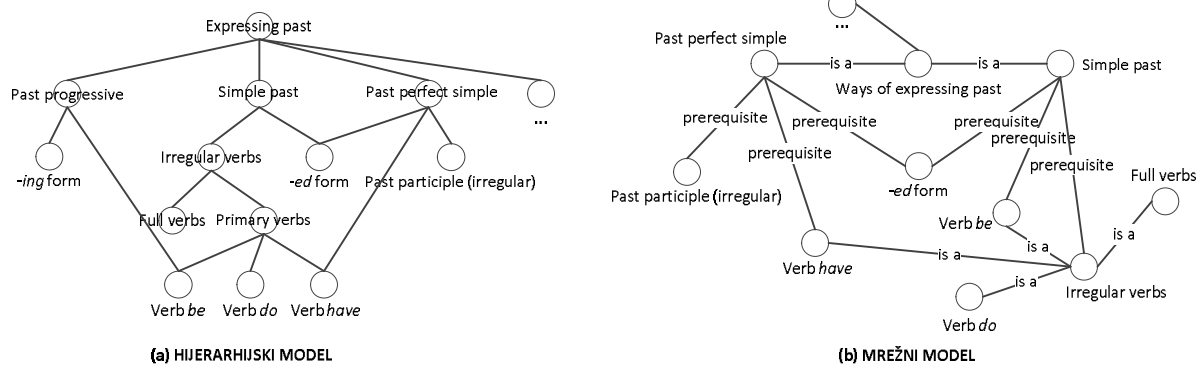 Expressing past
Past progressive
Simple past
Past perfect simple
...
-ing form
Irregular verbs
-ed form
Past participle (irregular)
Full verbs
Primary verbs
Verb be
Verb do
Verb have
(a) HIJERARHIJSKI MODEL
...
Past perfect simple
is a
is a
Simple past
Ways of expressing past
prerequisite
prerequisite
prerequisite
prerequisite
prerequisite
prerequisite
Past participle (irregular)
-ed form
Full verbs
Verb be
is a
is a
Verb have
is a
is a
Irregular verbs
Verb do
(b) MREŽNI MODEL